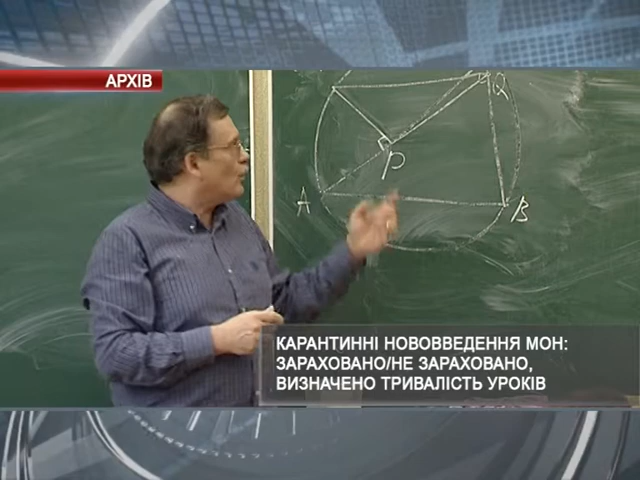 АРХІВ
Q
P
A
B
КАРАНТИННІ НОВОВВЕДЕННЯ МОН:
ЗАРАХОВАНО/НЕ ЗАРАХОВАНО,
ВИЗНАЧЕНО ТРИВАЛІСТЬ УРОКІВ